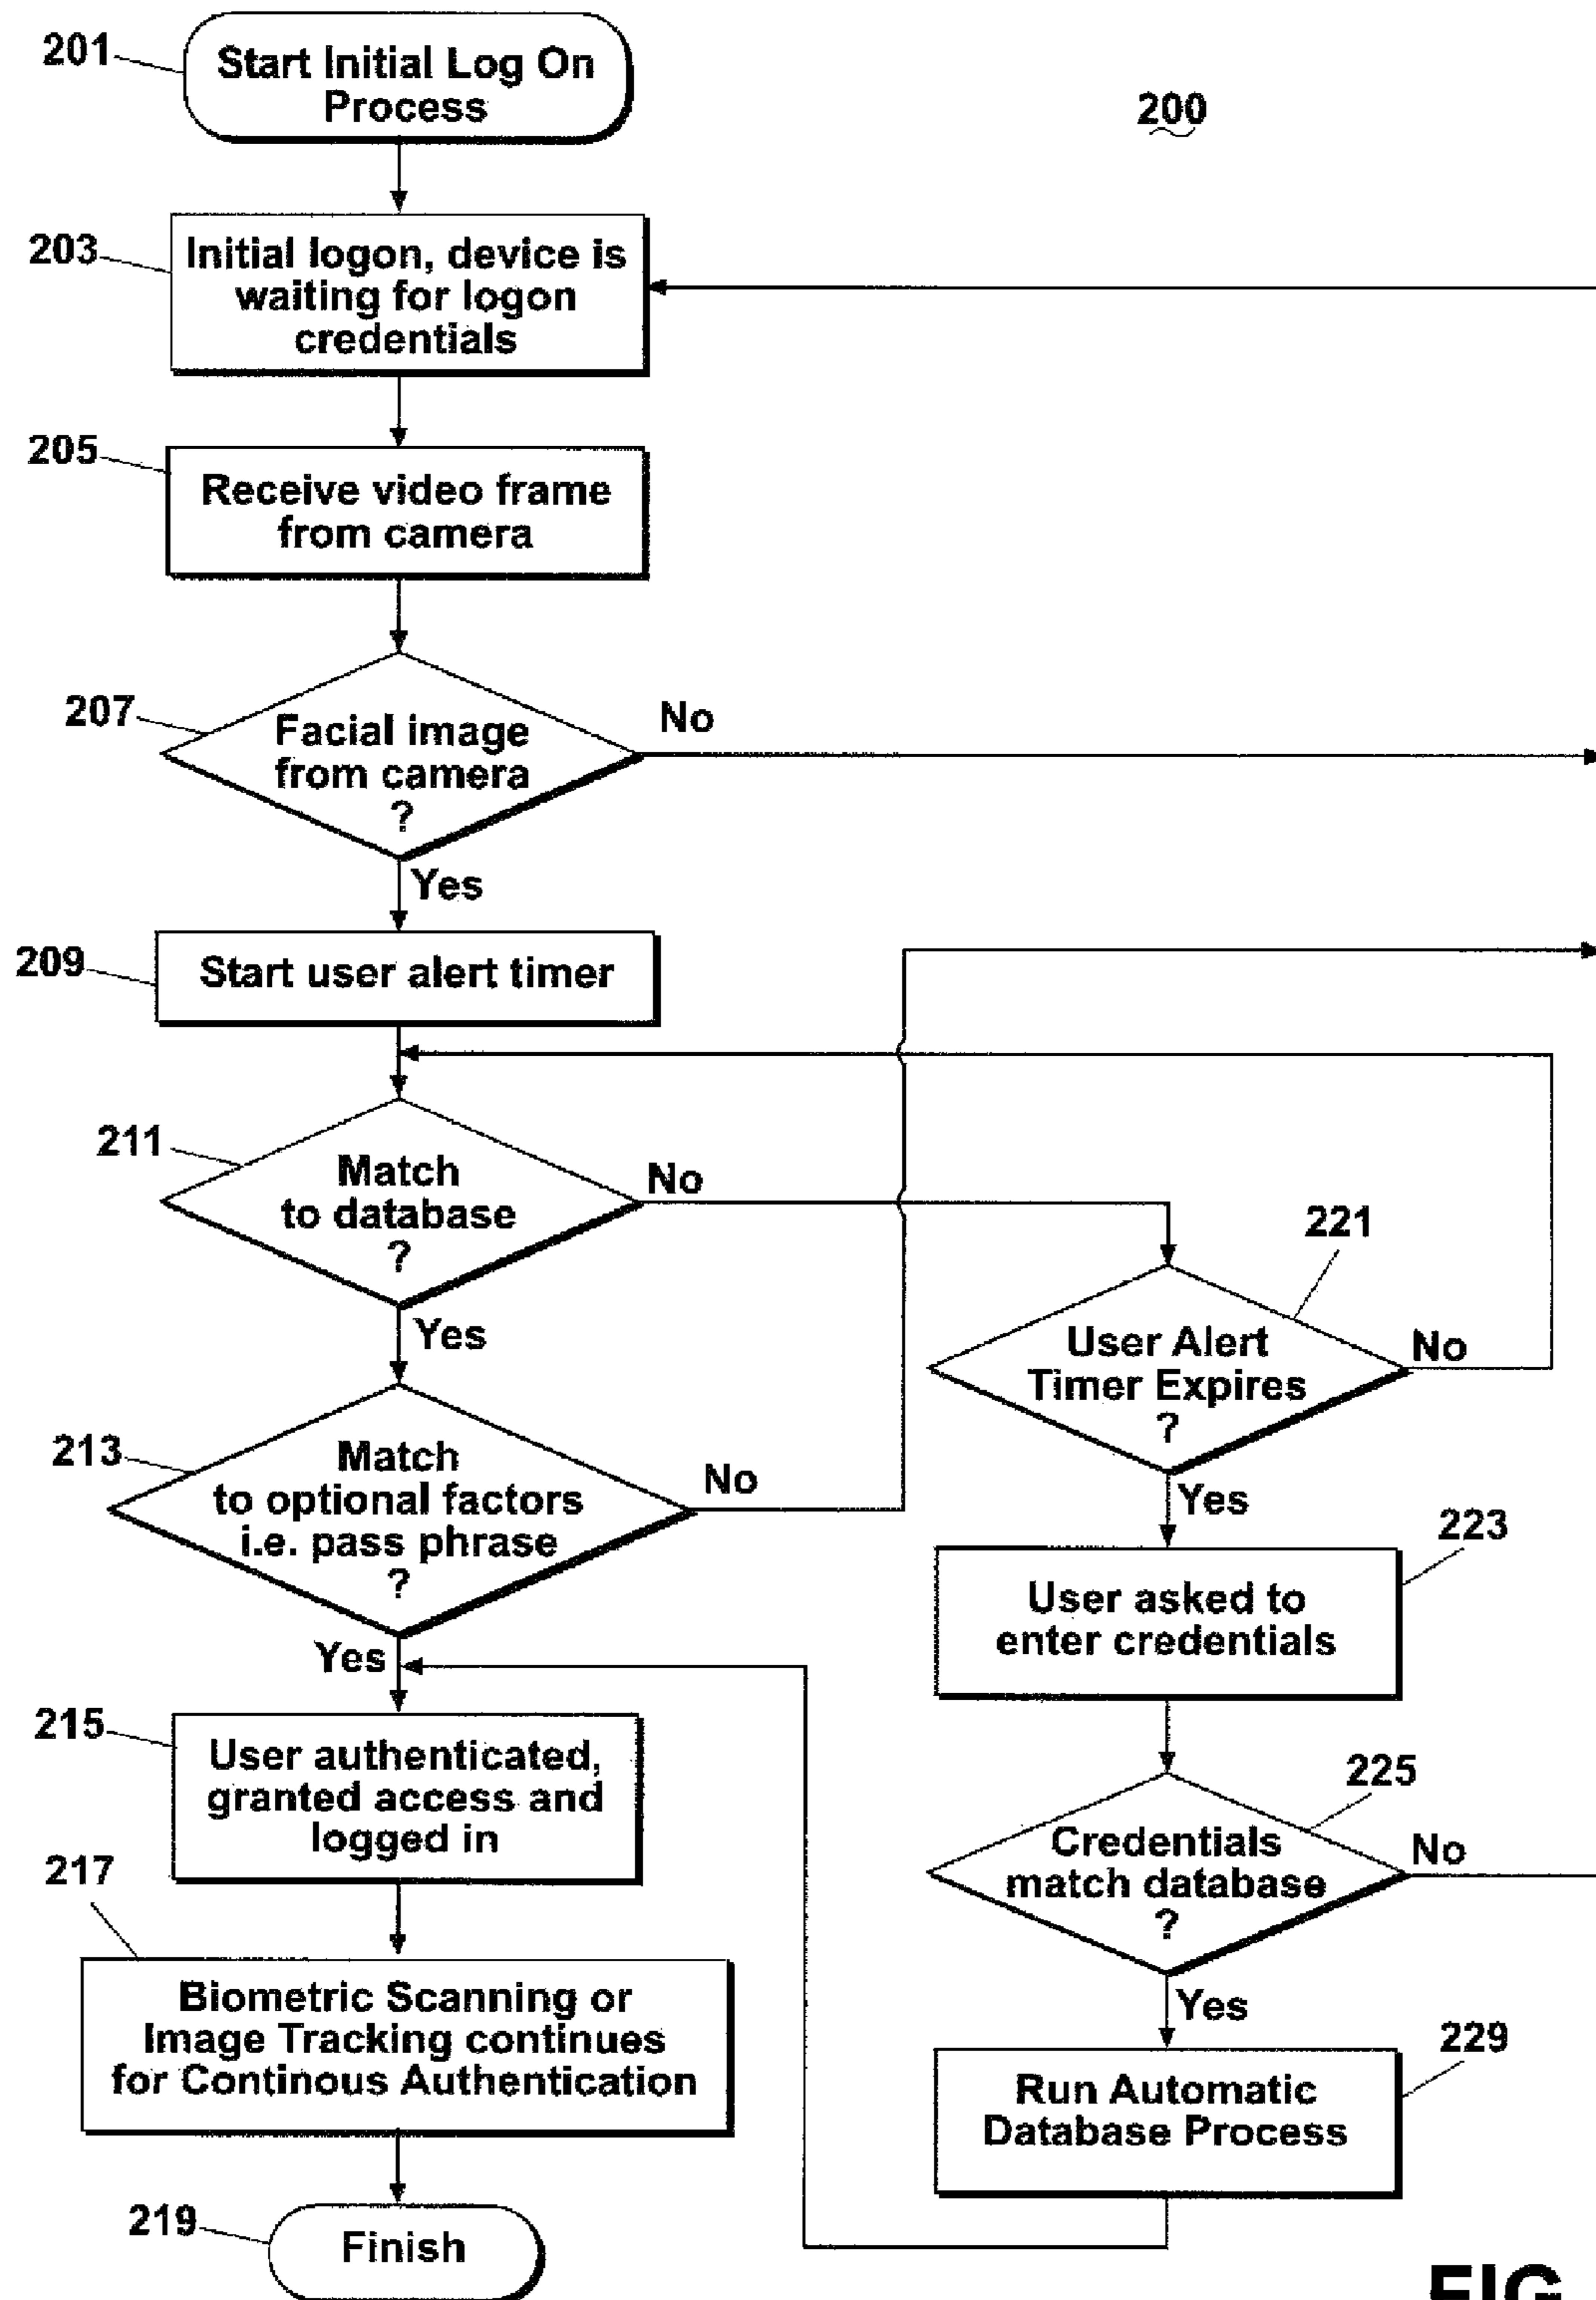 201
Start Initial Log On
Process
200
203
Initial logon, device is
waiting for logon
credentials
205
Receive video frame
from camera
207
Facial image
from camera
?
No
Yes
209
Start user alert timer
211
Match
to database
?
No
Yes
221
User Alert
Timer Expires
?
No
Yes
213
Match
to optional factors
i.e. pass phrase
?
No
Yes
223
User asked to
enter credentials
215
User authenticated,
granted access and
logged in
225
Credentials
match database
?
No
Yes
217
Biometric Scanning or
Image Tracking continues
for Continous Authentication
229
Run Automatic
Database Process
219
Finish
FIG